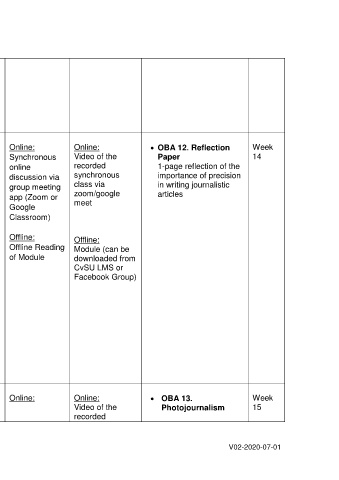 Online:
Synchronous
online
discussion via
group meeting
app (Zoom or
Google
Classroom)
Offline:
Offline Reading
of Module
Online:
Video of the
recorded
synchronous
class via
zoom/google
meet
Offline:
Module (can be
downloaded from
CvSU LMS or
Facebook Group)
• OBA 12. Reflection
Paper
1-page reflection of the
importance of precision
in writing journalistic
articles
Week
14
Online:
Online:
Video of the
recorded
• OBA 13.
Photojournalism
Week
15
V02-2020-07-01